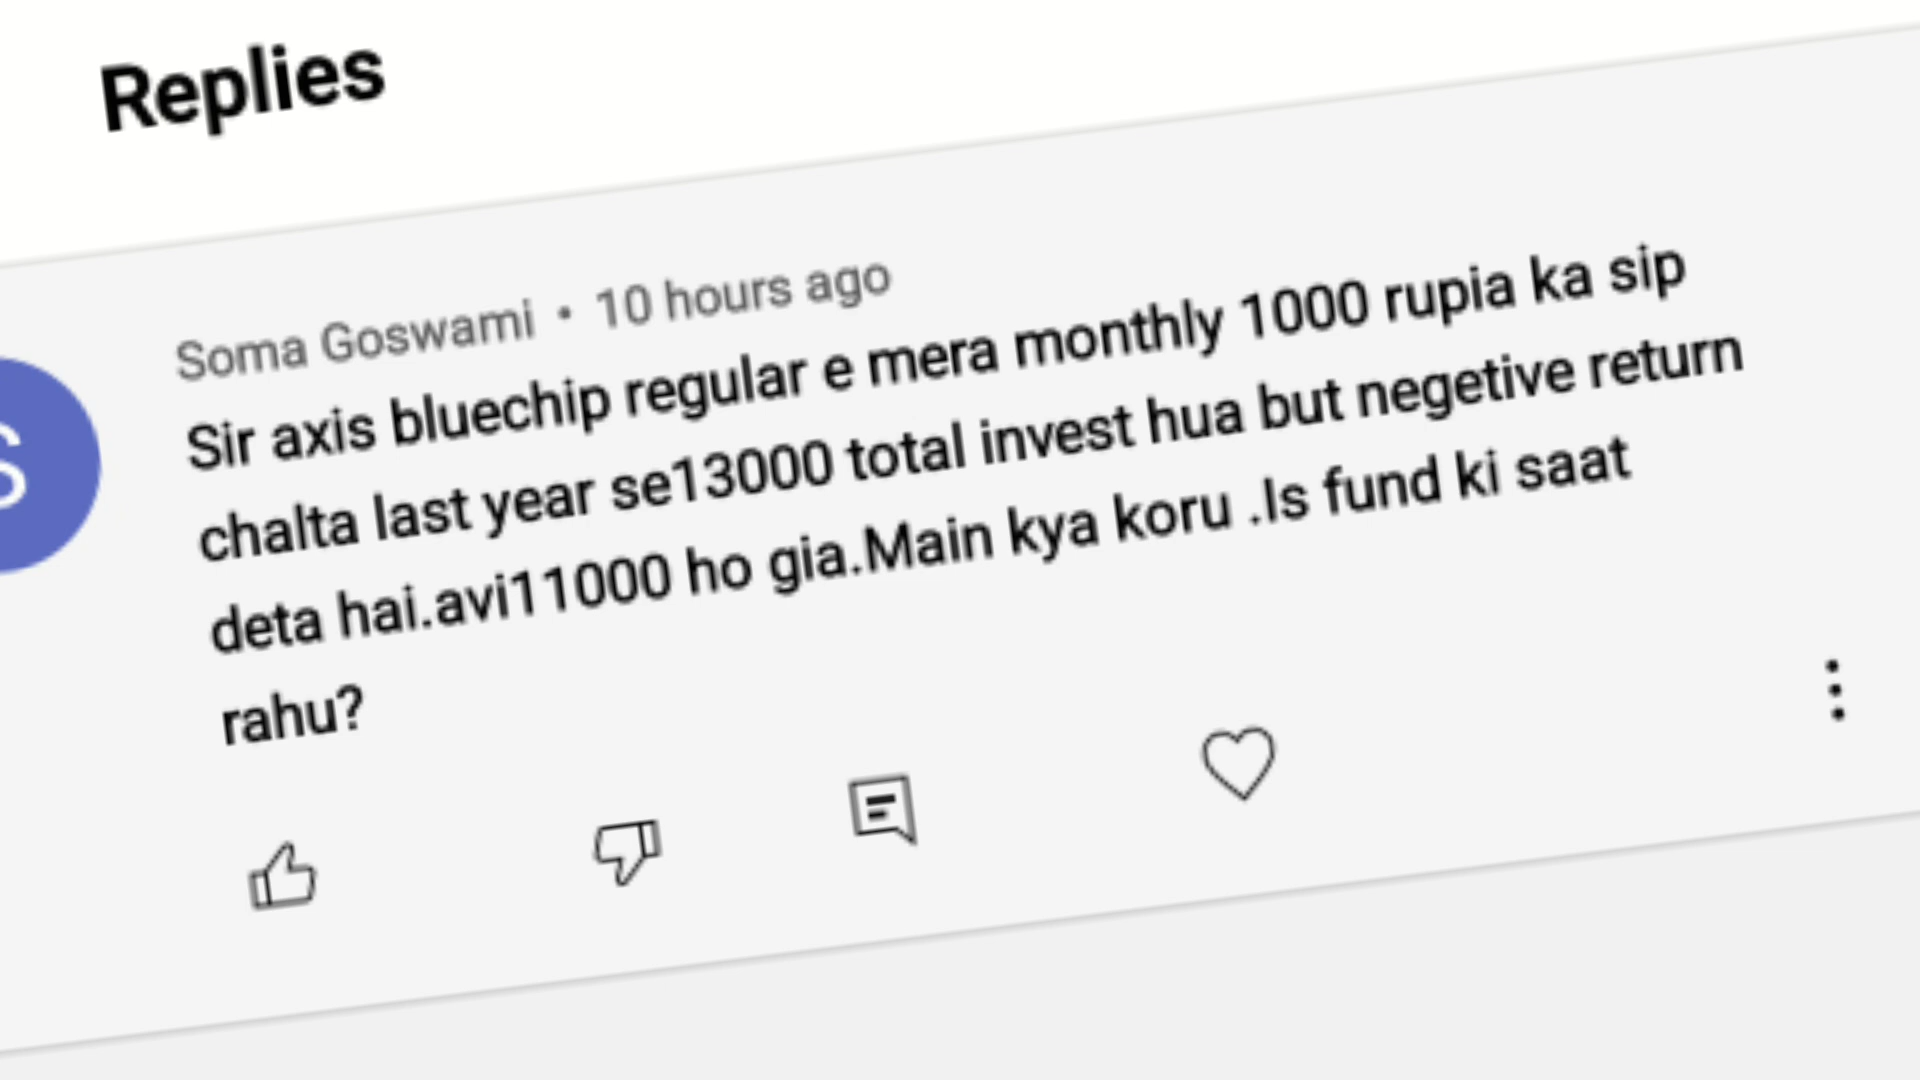 Replies
Soma Goswami • 10 hours ago
Sir axis bluechip regular e mera monthly 1000 rupia ka sip
chalta last year se13000 total invest hua but negetive return
deta hai.avi11000 ho gia.Main kya koru .Is fund ki saat
rahu?
S